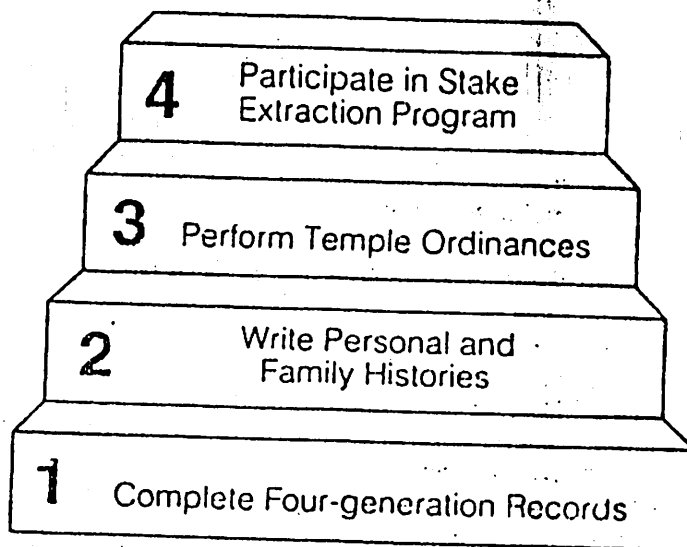 4 Participate in Stake
Extraction Program
3 Perform Temple Ordinances
2 Write Personal and
Family Histories
1 Complete Four-generation Records